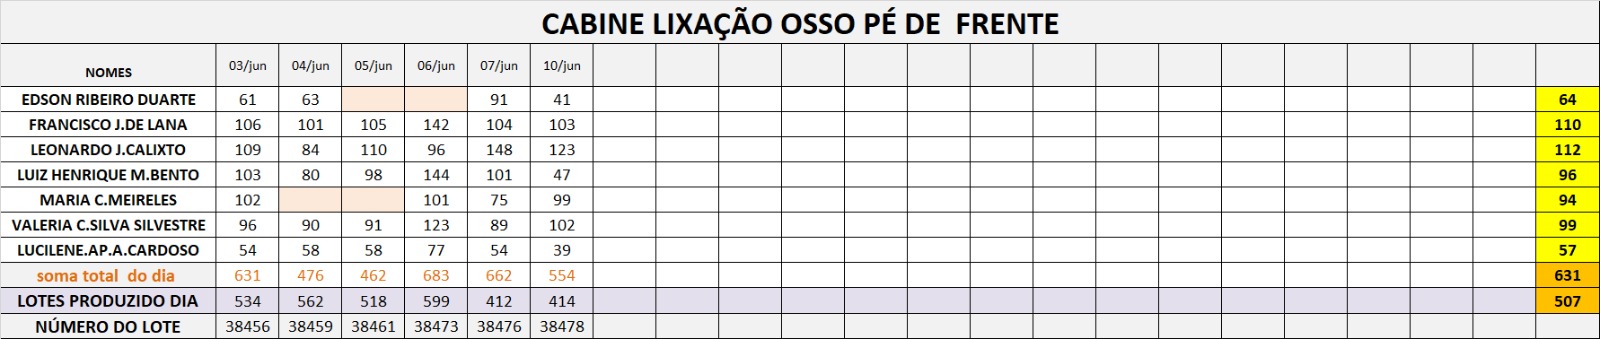 CABINE LIXAÇÃO OSSO PÉ DE  FRENTE
NOMES 03/jun 04/jun 05/jun 06/jun 07/jun 10/jun
EDSON RIBEIRO DUARTE 61 63 91 41 64
FRANCISCO J.DE LANA 106 101 105 142 104 103 110
LEONARDO J.CALIXTO 109 84 110 96 148 123 112
LUIZ HENRIQUE M.BENTO 103 80 98 144 101 47 96
MARIA C.MEIRELES 102 101 75 99 94
VALERIA C.SILVA SILVESTRE 96 90 91 123 89 102 99
LUCILENE.AP.A.CARDOSO 54 58 58 77 54 39 57
soma total  do dia 631 476 462 683 662 554 631
LOTES PRODUZIDO DIA 534 562 518 599 412 414 507
NÚMERO DO LOTE 38456 38459 38461 38473 38476 38478